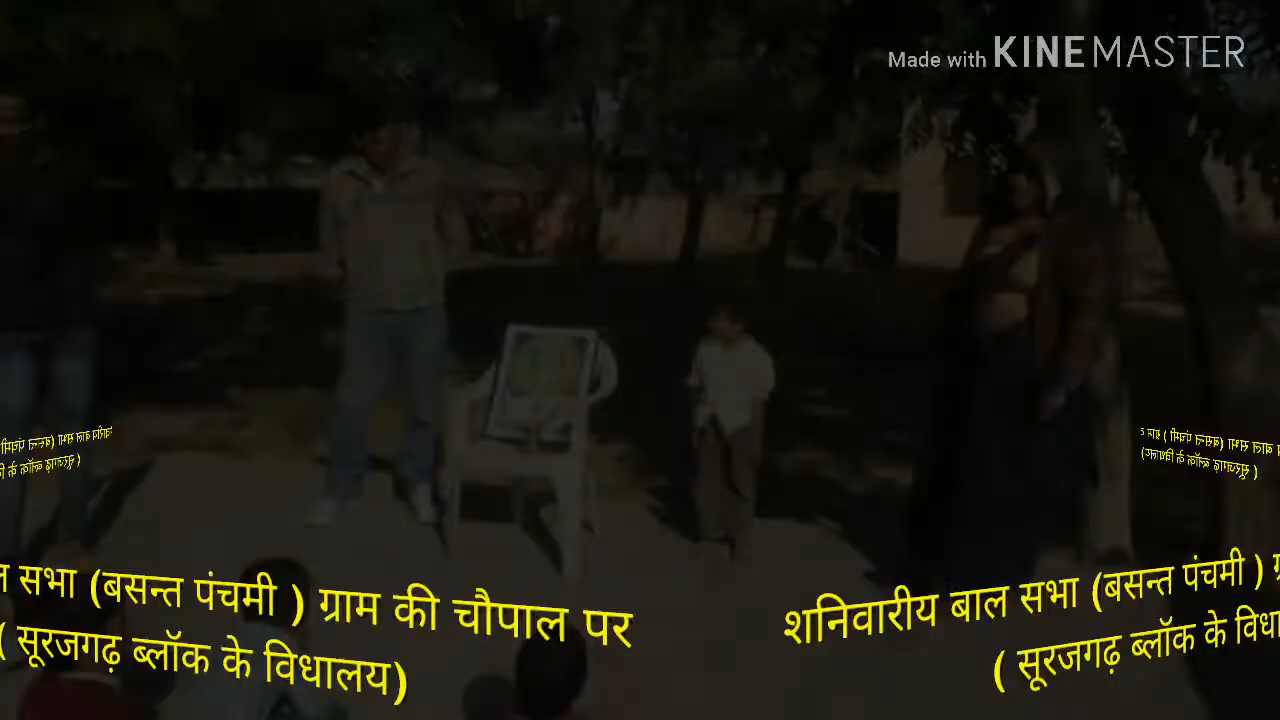 Made with KINEMASTER
ल सभा (बसन्त पंचमी ) ग्राम की चौपाल पर
( सूरजगढ़ ब्लॉक के विधालय)
शनिवारीय बाल सभा (बसन्त पंचमी )
( सूरजगढ़ ब्लॉक के